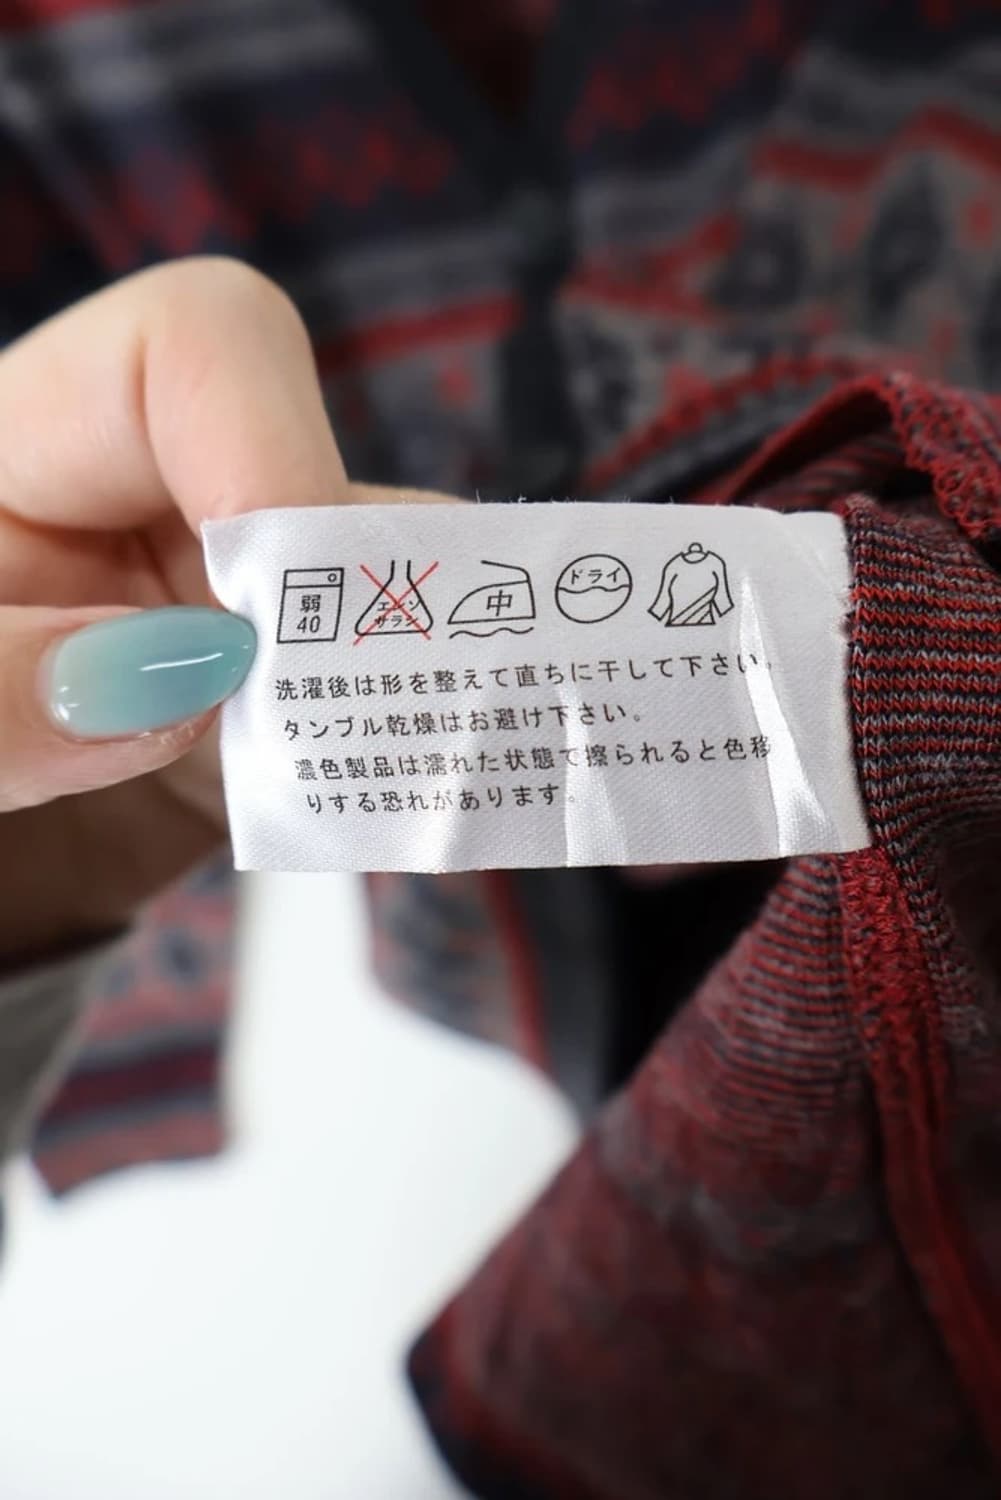 弱
40
エンソ
サラシ
中
ドライ
洗濯後は形を整えて直ちに干して下さい。
タンブル乾燥はお避け下さい。
濃色製品は濡れた状態で擦られると色移
りする恐れがあります。